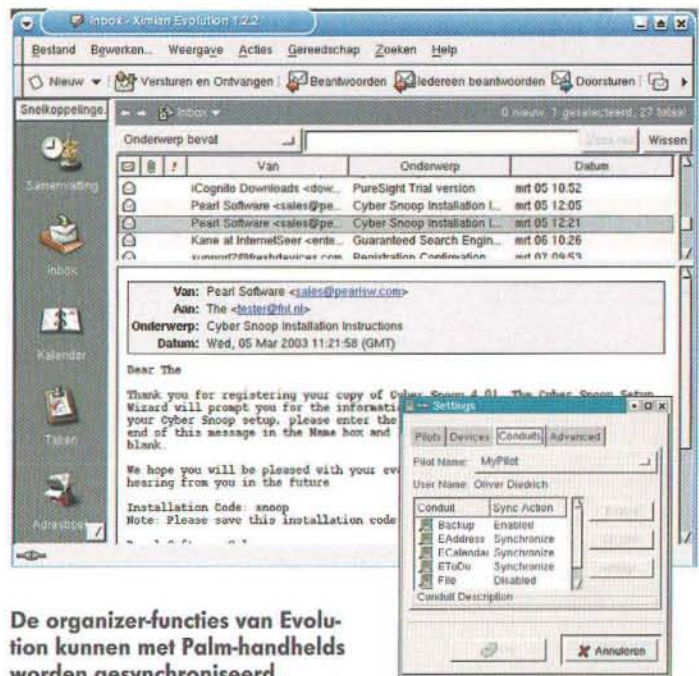 Inbox - Ximian Evolution 1.2.2
Bestand Bewerken... Weergave Acties Gereedschap Zoeken Help
Nieuw Versturen en Ontvangen Beantwoorden Iedereen beantwoorden Doorsturen
Snelkoppelinge. Inbox 0 nieuw, 1 geselecteerd, 27 totaal
Onderwerp bevat Wissen
Van Onderwerp Datum
iCognito Downloads <dow... PureSight Trial version mrt 05 10.52
Pearl Software <sales@pe... Cyber Snoop Installation I... mrt 05 12:05
Pearl Software <sales@pe... Cyber Snoop Installation I... mrt 05 12:21
Kane at InternetSeer <ente... Guaranteed Search Engin... mrt 06 10.26
Registration Confirmation mrt 07 09:53
Samenvatting
Inbox
Kalender
Taken
Adresboe
Van: Pearl Software <sales@pearlsw.com>
Aan: The <tester@fnl.nl>
Onderwerp: Cyber Snoop Installation Instructions
Datum: Wed, 05 Mar 2003 11:21:58 (GMT)
Dear The
Thank you for registering your copy of Cyber Snoop 4.01. The Cyber Snoop Setup
Wizard will prompt you for the informati
your Cyber Snoop setup, please enter the
end of this message in the Name box and
blank.
We hope you will be pleased with your ev
hearing from you in the future
Installation Code: snoop
Note: Please save this installation code
Settings
Pilots Devices Conduits Advanced
Pilot Name: MyPilot
User Name: Oliver Diedrich
Conduit Sync Action
Backup Enabled
EAddress Synchronize
ECalendar Synchronize
EToDo Synchronize
File Disabled
Conduit Description
Annuleren
De organizer-functies van Evolu-
tion kunnen met Palm-handhelds
worden gesynchroniseerd